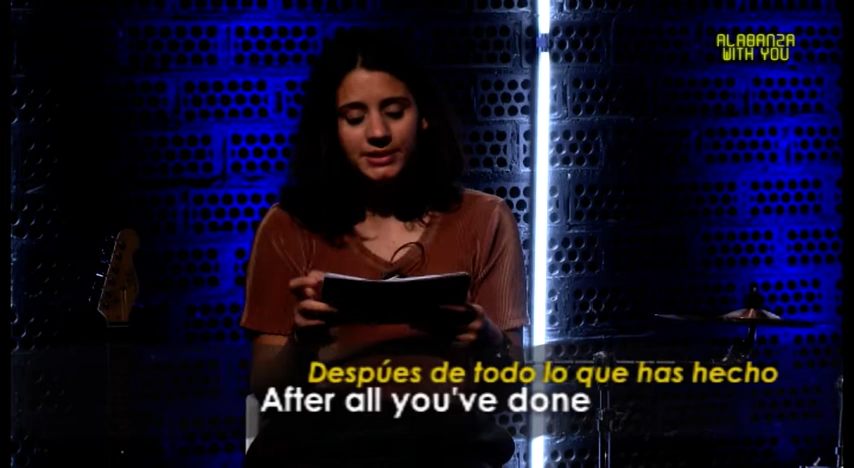 ALABANZA
WITH YOU
Despúes de todo lo que has hecho
After all you've done